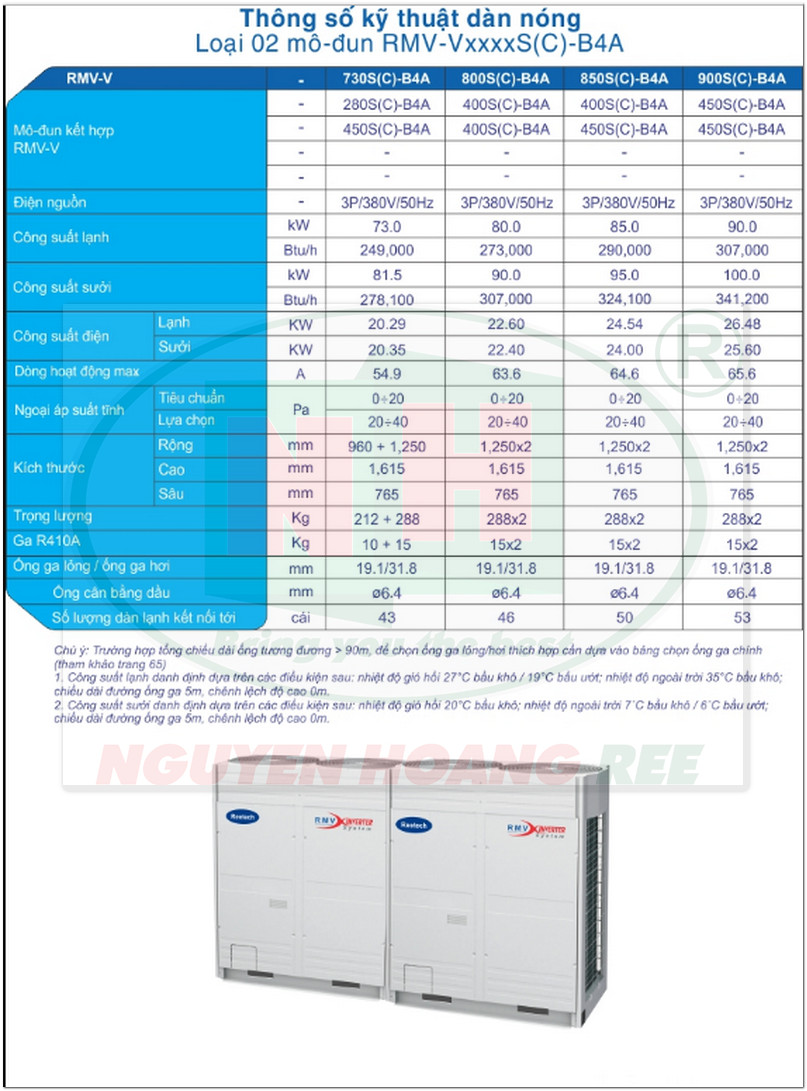 Thông số kỹ thuật dàn nóng
Loại 02 mô-đun RMV-VxxxxS(C)-B4A
RMV-V - 730S(C)-B4A 800S(C)-B4A 850S(C)-B4A 900S(C)-B4A
Mô-đun kết hợp RMV-V - 280S(C)-B4A 400S(C)-B4A 400S(C)-B4A 450S(C)-B4A
- 450S(C)-B4A 400S(C)-B4A 450S(C)-B4A 450S(C)-B4A
- - - - -
- - - - -
Điện nguồn - 3P/380V/50Hz 3P/380V/50Hz 3P/380V/50Hz 3P/380V/50Hz
Công suất lạnh kW 73.0 80.0 85.0 90.0
Btu/h 249,000 273,000 290,000 307,000
Công suất sưởi kW 81.5 90.0 95.0 100.0
Btu/h 278,100 307,000 324,100 341,200
Công suất điện Lạnh KW 20.29 22.60 24.54 26.48
Sưởi KW 20.35 22.40 24.00 25.60
Dòng hoạt động max A 54.9 63.6 64.6 65.6
Ngoại áp suất tĩnh Tiêu chuẩn Pa 0÷20 0÷20 0÷20 0÷20
Lựa chọn 20÷40 20÷40 20÷40 20÷40
Kích thước Rộng mm 960 + 1,250 1,250x2 1,250x2 1,250x2
Cao mm 1,615 1,615 1,615 1,615
Sâu mm 765 765 765 765
Trọng lượng Kg 212 + 288 288x2 288x2 288x2
Ga R410A Kg 10 + 15 15x2 15x2 15x2
Ống ga lỏng / ống ga hơi mm 19.1/31.8 19.1/31.8 19.1/31.8 19.1/31.8
Ống cân bằng dầu mm ø6.4 ø6.4 ø6.4 ø6.4
Số lượng dàn lạnh kết nối tới cái 43 46 50 53
NH ®
Bring you the best
Chú ý: Trường hợp tổng chiều dài ống tương đương > 90m, để chọn ống ga lỏng/hơi thích hợp cần dựa vào bảng chọn ống ga chính
(tham khảo trang 65)
1. Công suất lạnh danh định dựa trên các điều kiện sau: nhiệt độ gió hồi 27°C bầu khô / 19°C bầu ướt; nhiệt độ ngoài trời 35°C bầu khô;
chiều dài đường ống ga 5m, chênh lệch độ cao 0m.
2. Công suất sưởi danh định dựa trên các điều kiện sau: nhiệt độ gió hồi 20°C bầu khô; nhiệt độ ngoài trời 7°C bầu khô / 6°C bầu ướt;
chiều dài đường ống ga 5m, chênh lệch độ cao 0m.
NGUYEN HOANG REE
Reetech RMV XINVERTER System Reetech RMV XINVERTER System